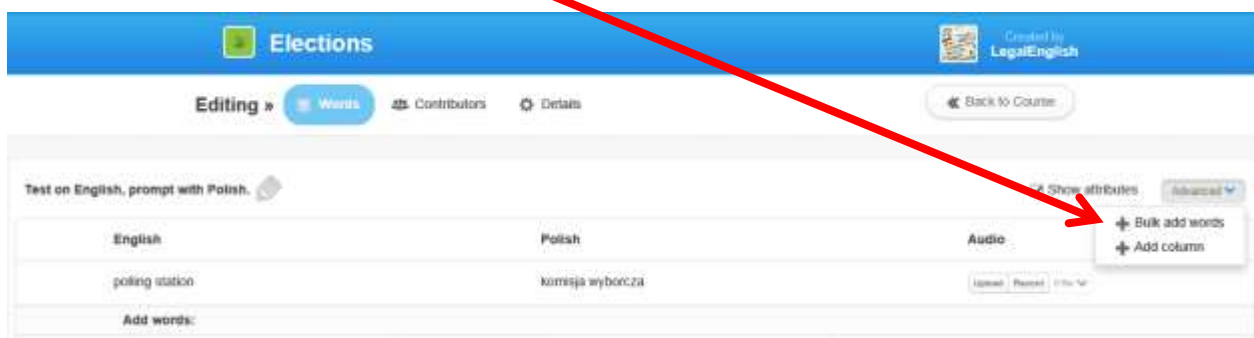 Elections
Created by
LegalEnglish
Editing »
Words
Contributors
Details
Back to Course
Test on English, prompt with Polish.
Show attributes
Advanced
Bulk add words
Add column
English
Polish
Audio
polling station
komisja wyborcza
Upload
Record
Add words: